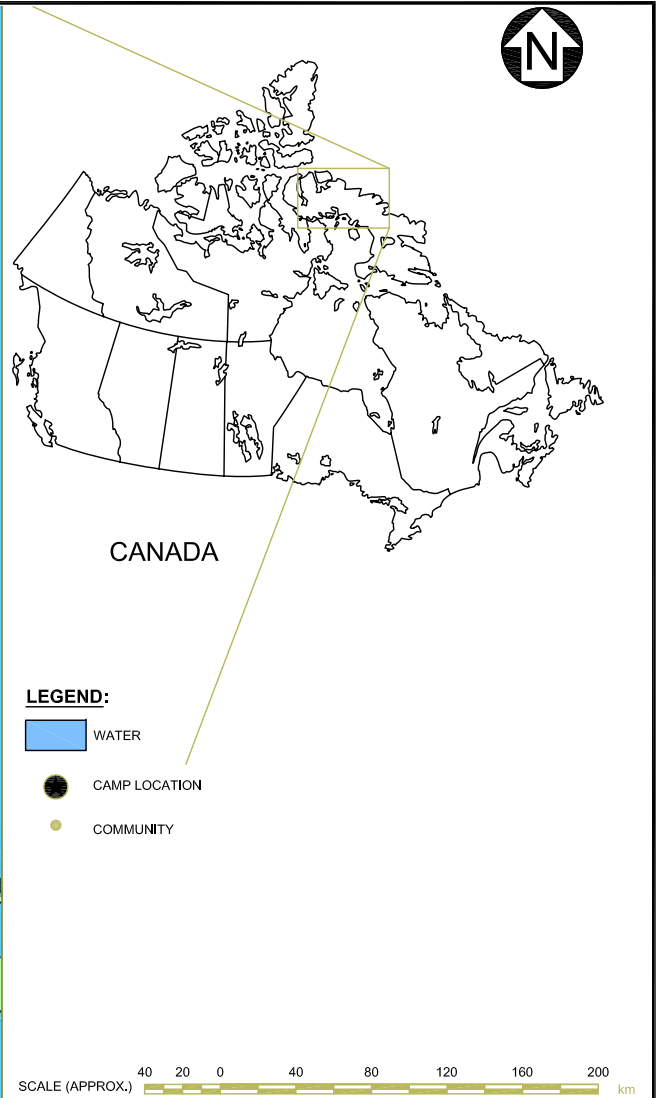 N
CANADA
LEGEND:
WATER
CAMP LOCATION
COMMUNITY
40 20 0 40 80 120 160 200
SCALE (APPROX.) km